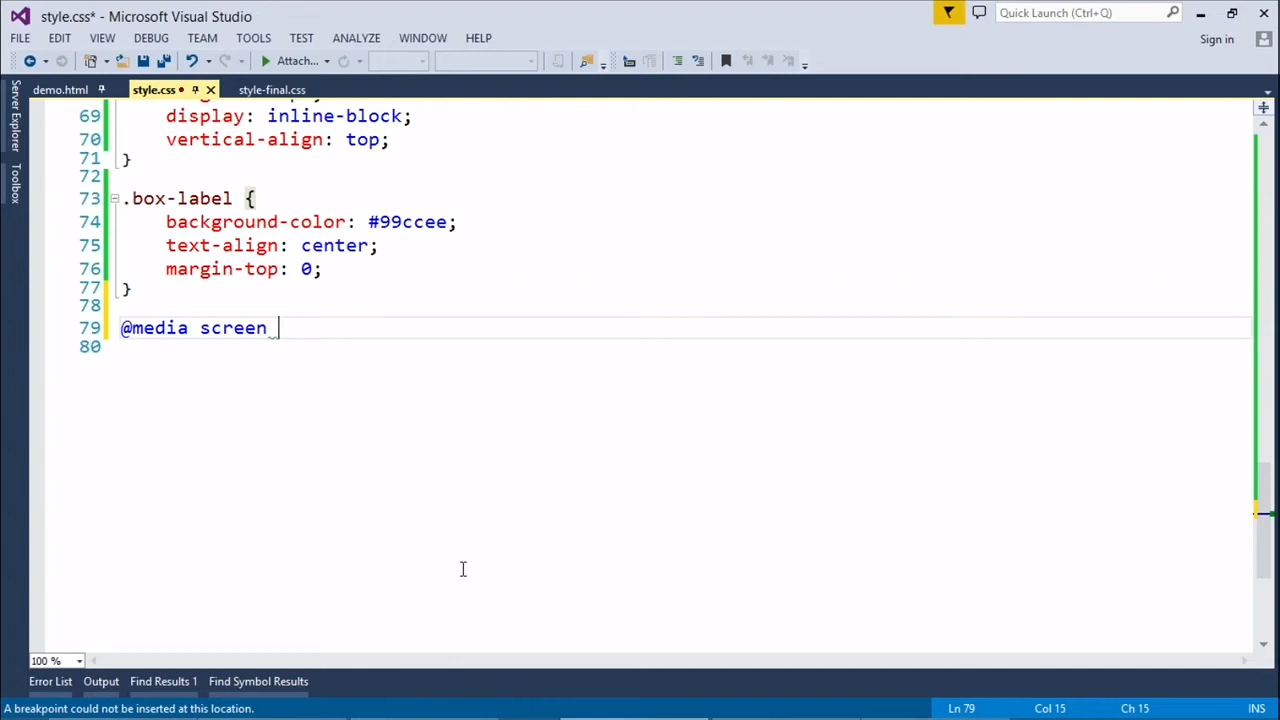 style.css* - Microsoft Visual Studio
Quick Launch (Ctrl+Q)
FILE EDIT VIEW DEBUG TEAM TOOLS TEST ANALYZE WINDOW HELP
Sign in
Attach...
demo.html style.css style-final.css
Server Explorer
Toolbox
69 display: inline-block;
70 vertical-align: top;
71 }
72
73 .box-label {
74 background-color: #99ccee;
75 text-align: center;
76 margin-top: 0;
77 }
78
79 @media screen
80
100 %
Error List Output Find Results 1 Find Symbol Results
A breakpoint could not be inserted at this location. Ln 79 Col 15 Ch 15 INS